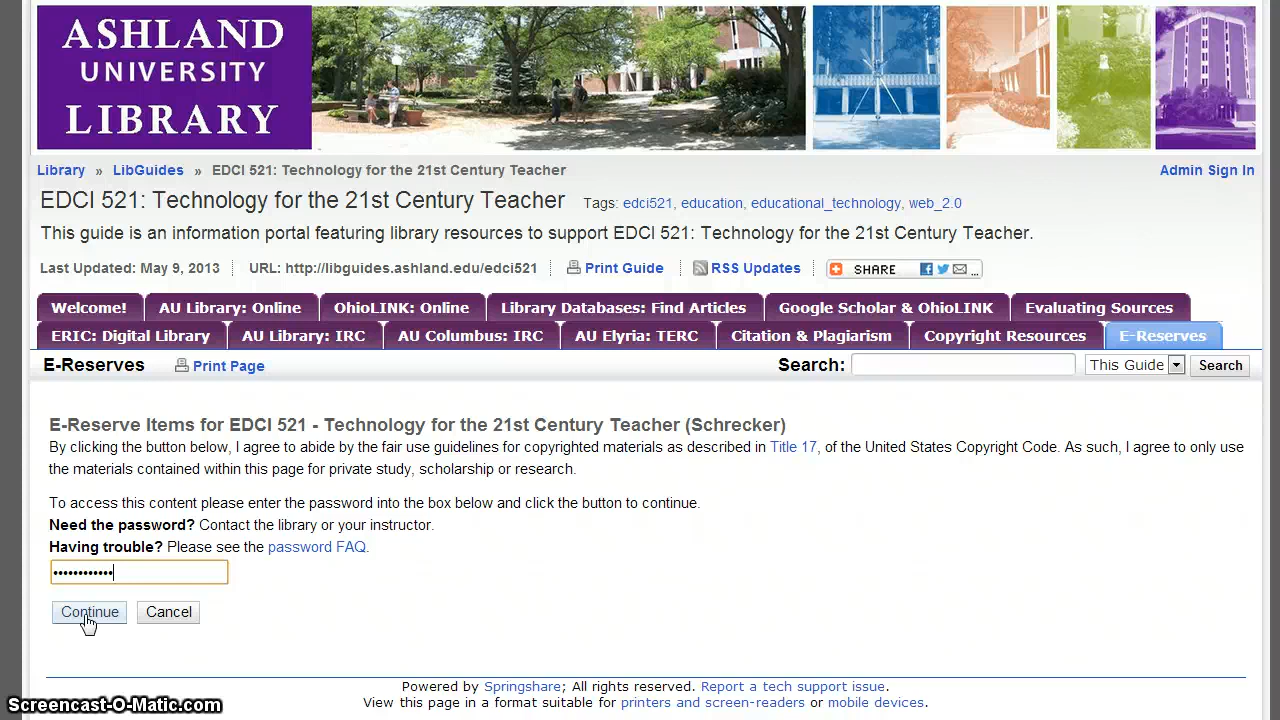 ASHLAND
UNIVERSITY
LIBRARY
Library » LibGuides » EDCI 521: Technology for the 21st Century Teacher Admin Sign In
EDCI 521: Technology for the 21st Century Teacher Tags: edci521, education, educational_technology, web_2.0
This guide is an information portal featuring library resources to support EDCI 521: Technology for the 21st Century Teacher.
Last Updated: May 9, 2013 URL: http://libguides.ashland.edu/edci521 Print Guide RSS Updates SHARE ...
Welcome! AU Library: Online OhioLINK: Online Library Databases: Find Articles Google Scholar & OhioLINK Evaluating Sources
ERIC: Digital Library AU Library: IRC AU Columbus: IRC AU Elyria: TERC Citation & Plagiarism Copyright Resources E-Reserves
E-Reserves Print Page Search: This Guide Search
E-Reserve Items for EDCI 521 - Technology for the 21st Century Teacher (Schrecker)
By clicking the button below, I agree to abide by the fair use guidelines for copyrighted materials as described in Title 17, of the United States Copyright Code. As such, I agree to only use
the materials contained within this page for private study, scholarship or research.
To access this content please enter the password into the box below and click the button to continue.
Need the password? Contact the library or your instructor.
Having trouble? Please see the password FAQ.
••••••••••••
Continue Cancel
Powered by Springshare; All rights reserved. Report a tech support issue.
View this page in a format suitable for printers and screen-readers or mobile devices.
Screencast-O-Matic.com